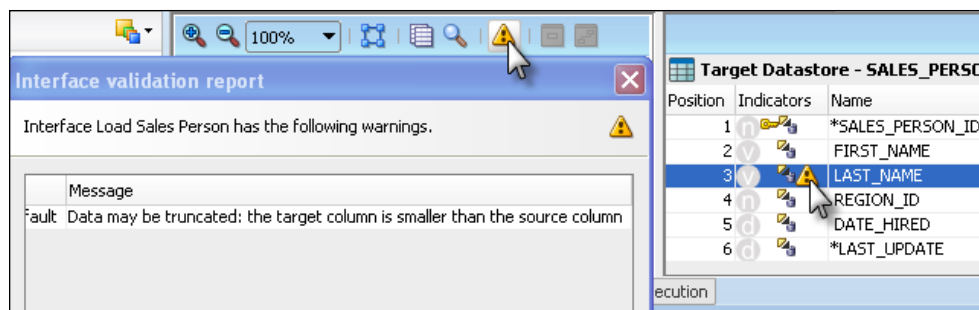 100%
Interface validation report
Interface Load Sales Person has the following warnings.
Message
fault Data may be truncated: the target column is smaller than the source column
Target Datastore - SALES_PERSO
Position Indicators Name
1 n *SALES_PERSON_ID
2 v FIRST_NAME
3 v LAST_NAME
4 n REGION_ID
5 d DATE_HIRED
6 d *LAST_UPDATE
ecution